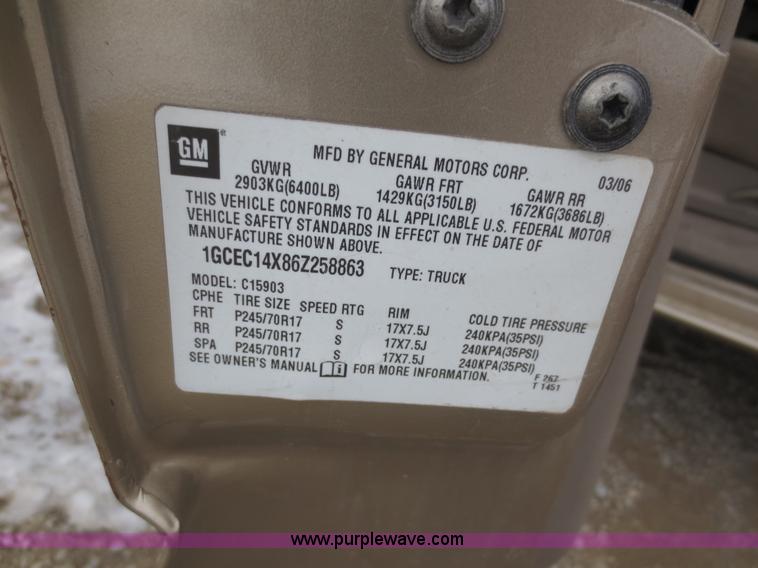 GM
MFD BY GENERAL MOTORS CORP. 03/06
GVWR GAWR FRT GAWR RR
2903KG(6400LB) 1429KG(3150LB) 1672KG(3686LB)
THIS VEHICLE CONFORMS TO ALL APPLICABLE U.S. FEDERAL MOTOR
VEHICLE SAFETY STANDARDS IN EFFECT ON THE DATE OF
MANUFACTURE SHOWN ABOVE.
1GCEC14X86Z258863 TYPE: TRUCK
MODEL: C15903
CPHE TIRE SIZE SPEED RTG RIM COLD TIRE PRESSURE
FRT P245/70R17 S 17X7.5J 240KPA(35PSI)
RR P245/70R17 S 17X7.5J 240KPA(35PSI)
SPA P245/70R17 S 17X7.5J 240KPA(35PSI)
SEE OWNER'S MANUAL FOR MORE INFORMATION.
F 267
T 1451
www.purplewave.com